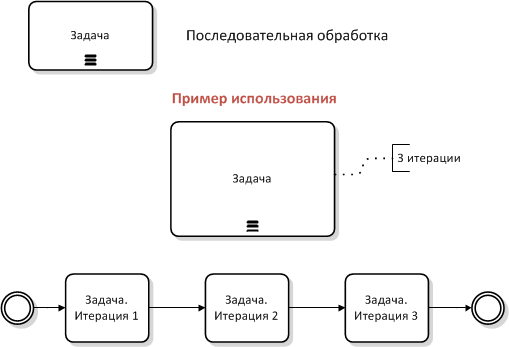 Задача
Последовательная обработка
Пример использования
Задача
3 итерации
Задача.
Итерация 1
Задача.
Итерация 2
Задача.
Итерация 3